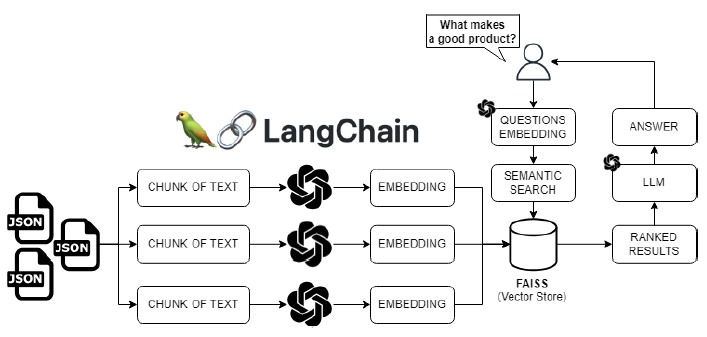 What makes
a good product?
LangChain
QUESTIONS
EMBEDDING
ANSWER
SEMANTIC
SEARCH
LLM
JSON
JSON
JSON
CHUNK OF TEXT
EMBEDDING
CHUNK OF TEXT
EMBEDDING
CHUNK OF TEXT
EMBEDDING
RANKED
RESULTS
FAISS
(Vector Store)